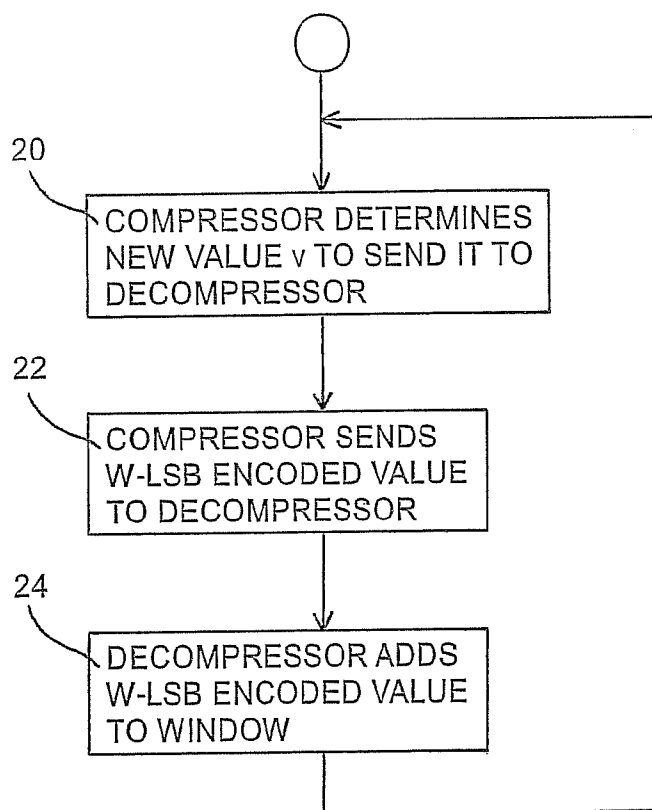 20
COMPRESSOR DETERMINES
NEW VALUE v TO SEND IT TO
DECOMPRESSOR
22
COMPRESSOR SENDS
W-LSB ENCODED VALUE
TO DECOMPRESSOR
24
DECOMPRESSOR ADDS
W-LSB ENCODED VALUE
TO WINDOW